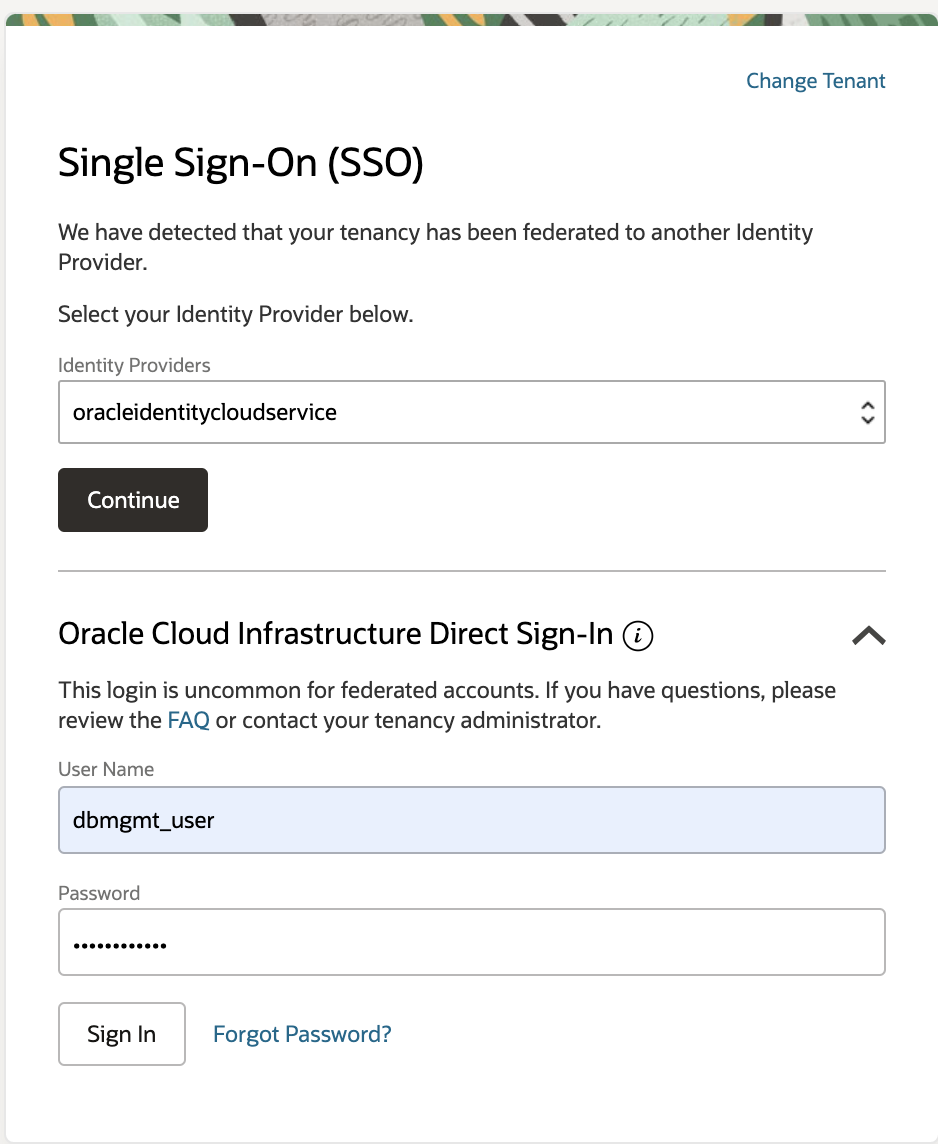 Change Tenant
Single Sign-On (SSO)
We have detected that your tenancy has been federated to another Identity
Provider.
Select your Identity Provider below.
Identity Providers
oracleidentitycloudservice
Continue
Oracle Cloud Infrastructure Direct Sign-In i
This login is uncommon for federated accounts. If you have questions, please
review the FAQ or contact your tenancy administrator.
User Name
dbmgmt_user
Password
••••••••••••
Sign In Forgot Password?